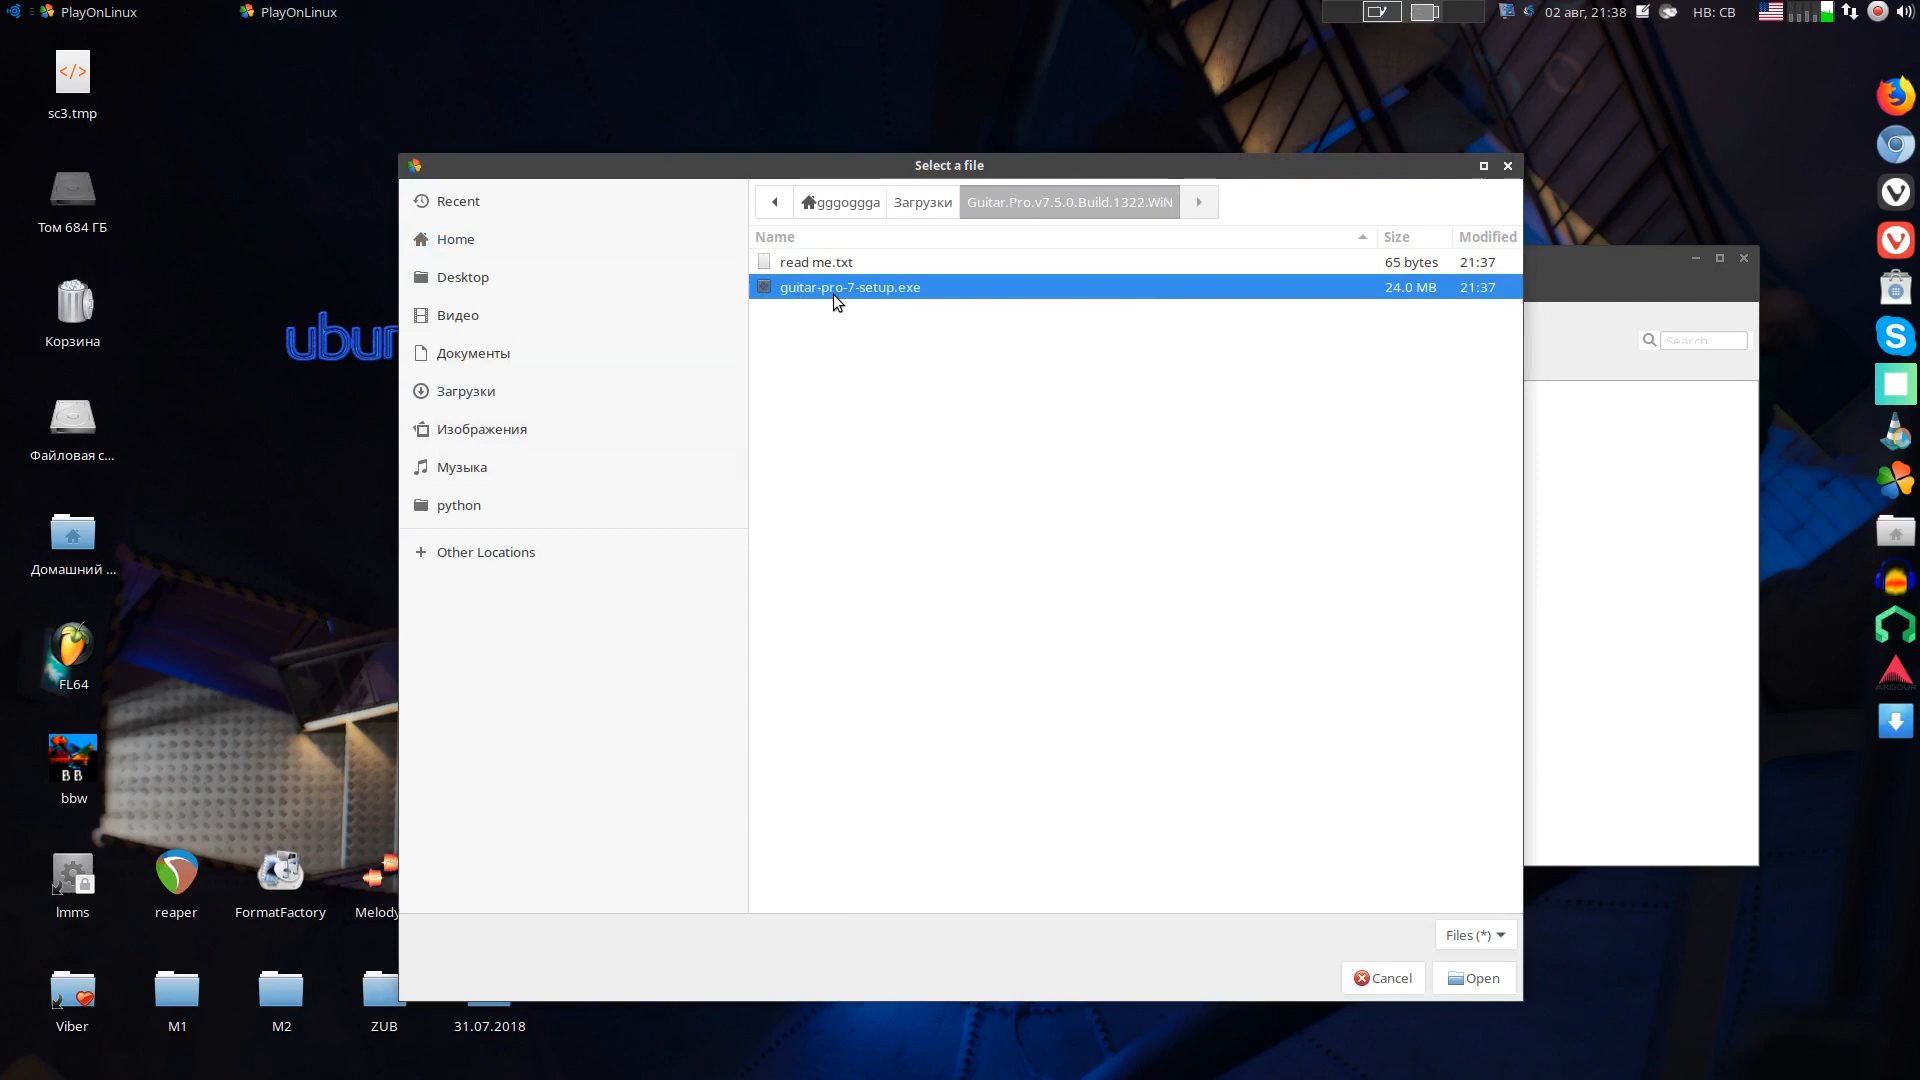 PlayOnLinux
PlayOnLinux
02 авг, 21:38
НВ: СВ
sc3.tmp
Том 684 ГБ
Корзина
Файловая с...
Домашний ...
FL64
bbw
BB
lmms
reaper
FormatFactory
Melody
Viber
M1
M2
ZUB
31.07.2018
ubun
Select a file
Recent
Home
Desktop
Видео
Документы
Загрузки
Изображения
Музыка
python
Other Locations
gggoggga
Загрузки
Guitar.Pro.v7.5.0.Build.1322.WiN
Name
Size
Modified
read me.txt
65 bytes
21:37
guitar-pro-7-setup.exe
24.0 MB
21:37
Files (*)
Cancel
Open
Search
ARDOUR